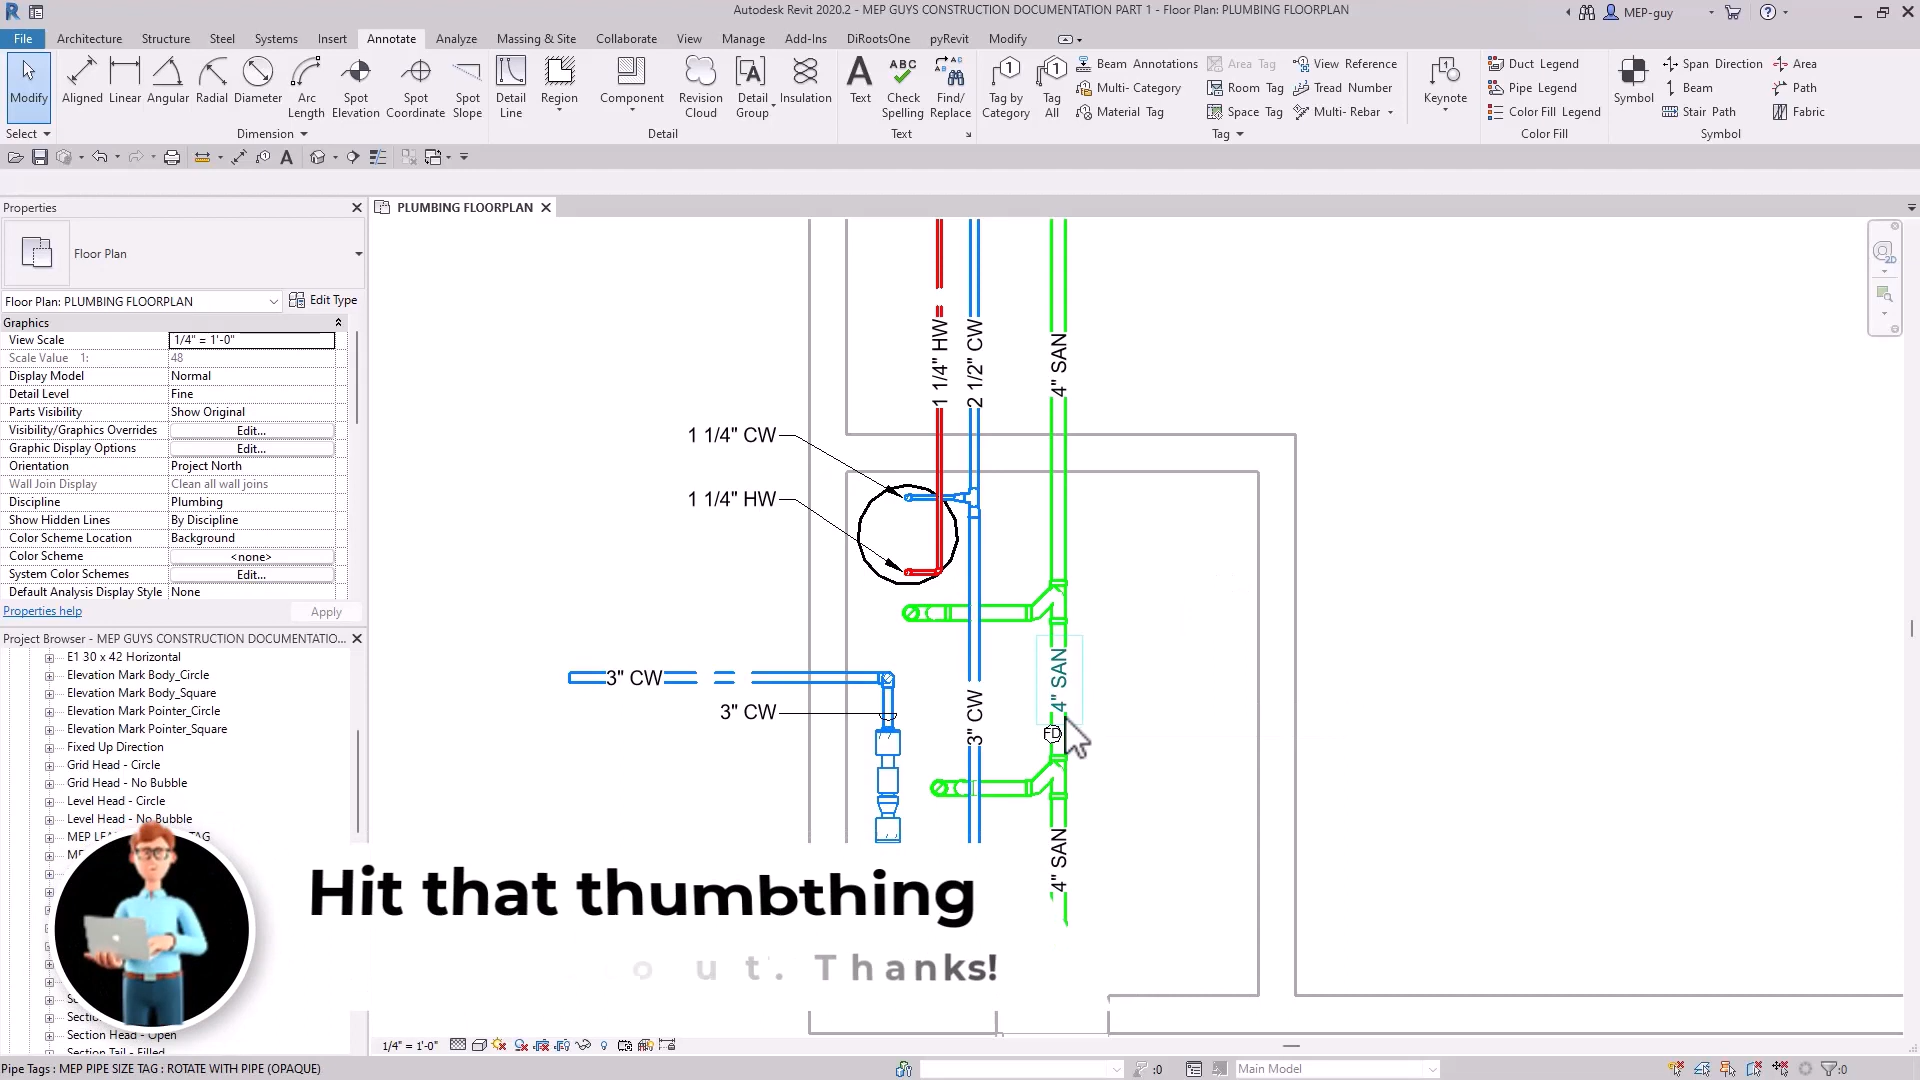 Autodesk Revit 2020.2 - MEP GUYS CONSTRUCTION DOCUMENTATION PART 1 - Floor Plan: PLUMBING FLOORPLAN
MEP-guy
File Architecture Structure Steel Systems Insert Annotate Analyze Massing & Site Collaborate View Manage Add-Ins DiRootsOne pyRevit Modify
Modify
Aligned Linear Angular Radial Diameter Arc Length Spot Elevation Spot Coordinate Spot Slope
Detail Line Region Component Revision Cloud Detail Group Insulation
Text Check Spelling Find/ Replace
Tag by Category Tag All
Beam Annotations Area Tag View Reference
Multi- Category Room Tag Tread Number
Material Tag Space Tag Multi- Rebar
Keynote
Duct Legend
Pipe Legend
Color Fill Legend
Symbol
Span Direction Area
Beam Path
Stair Path Fabric
Select Dimension Detail Text Tag Color Fill Symbol
Properties
PLUMBING FLOORPLAN
Floor Plan
Floor Plan: PLUMBING FLOORPLAN Edit Type
Graphics
View Scale 1/4" = 1'-0"
Scale Value 1: 48
Display Model Normal
Detail Level Fine
Parts Visibility Show Original
Visibility/Graphics Overrides Edit...
Graphic Display Options Edit...
Orientation Project North
Wall Join Display Clean all wall joins
Discipline Plumbing
Show Hidden Lines By Discipline
Color Scheme Location Background
Color Scheme <none>
System Color Schemes Edit...
Default Analysis Display Style None
Properties help Apply
Project Browser - MEP GUYS CONSTRUCTION DOCUMENTATIO...
E1 30 x 42 Horizontal
Elevation Mark Body_Circle
Elevation Mark Body_Square
Elevation Mark Pointer_Circle
Elevation Mark Pointer_Square
Fixed Up Direction
Grid Head - Circle
Grid Head - No Bubble
Level Head - Circle
Level Head - No Bubble
Section Head - Open
Section Tail - Filled
1 1/4" HW
2 1/2" CW
4" SAN
1 1/4" CW
1 1/4" HW
4" SAN
3" CW
3" CW
3" CW
FD
4" SAN
Hit that thumbthing
o u t. Thanks!
1/4" = 1'-0"
Pipe Tags : MEP PIPE SIZE TAG : ROTATE WITH PIPE (OPAQUE)
:0
Main Model
:0